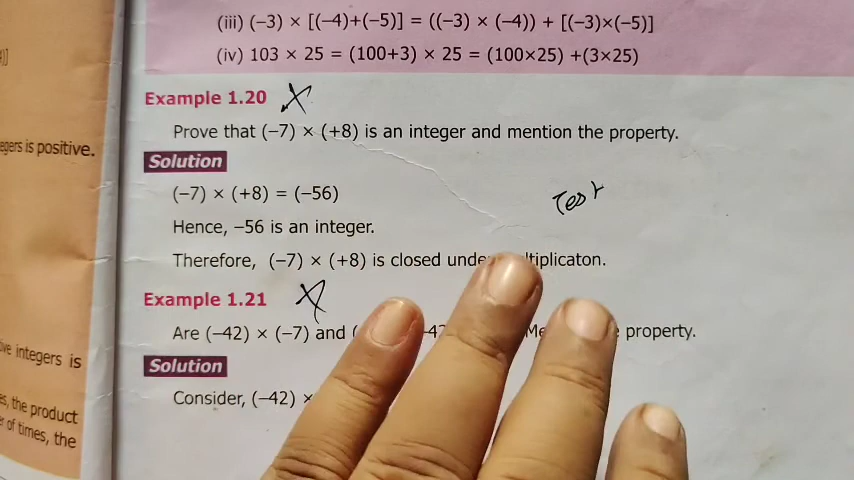 (iii) (−3) × [(−4)+(−5)] = ((−3) × (−4)) + [(−3)×(−5)]
(iv) 103 × 25 = (100+3) × 25 = (100×25) +(3×25)
Example 1.20
Prove that (−7) × (+8) is an integer and mention the property.
Solution
(−7) × (+8) = (−56)
Test
Hence, −56 is an integer.
Therefore, (−7) × (+8) is closed tiplicaton.
Example 1.21
Are (−42) × (−7) and property.
Solution
Consider, (−42) ×
egers is positive.
integers is
the product
of times, the